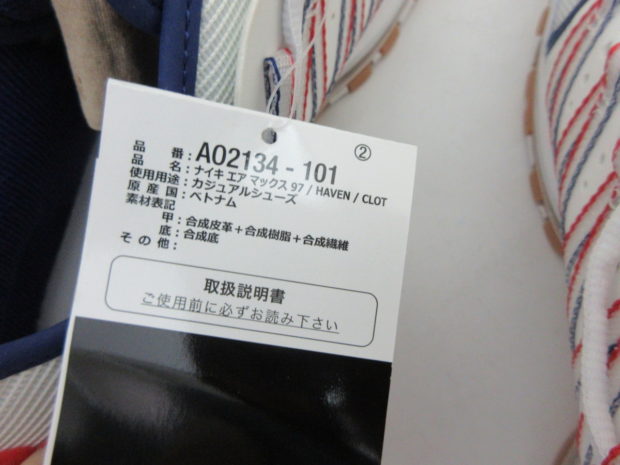 ②
品 番：AO2134 - 101
品 名：ナイキ エア マックス 97 / HAVEN / CLOT
使用用途：カジュアルシューズ
原 産 国：ベトナム
素材表記
甲：合成皮革＋合成樹脂＋合成繊維
底：合成底
その他：
取扱説明書
ご使用前に必ずお読み下さい